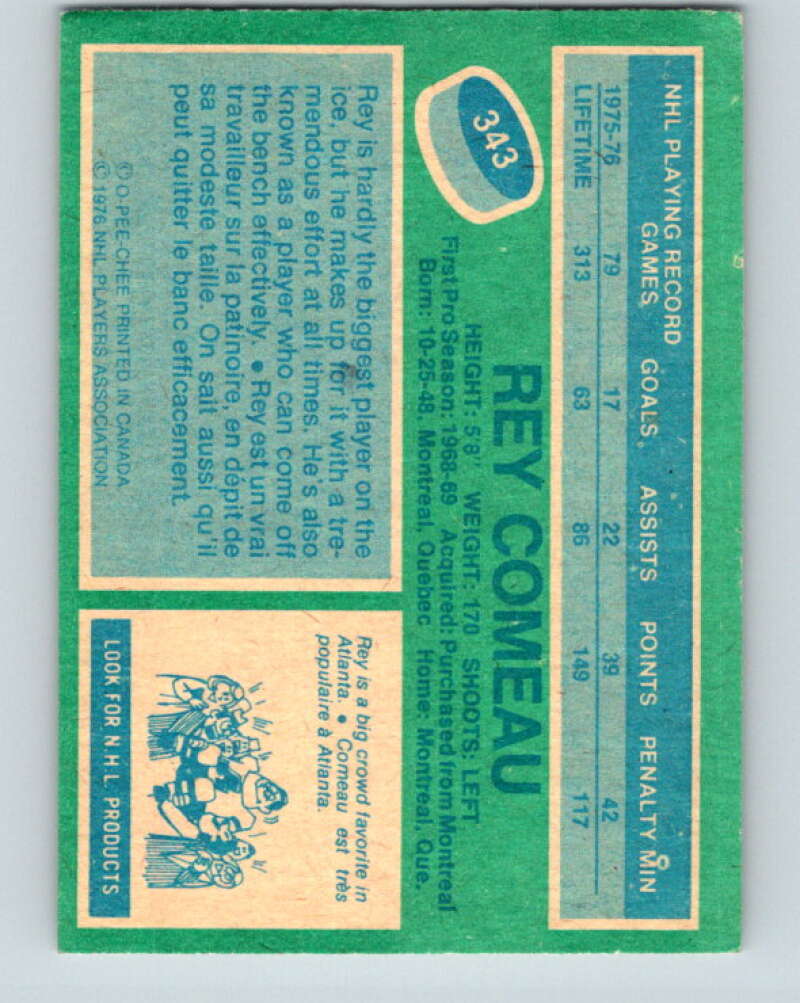 NHL PLAYING RECORD
GAMES GOALS ASSISTS POINTS PENALTY MIN
1975-76 79 17 22 39 42
LIFETIME 313 63 86 149 117
343
REY COMEAU
HEIGHT: 5'8" WEIGHT: 170 SHOOTS: LEFT
First Pro Season: 1968-69 Acquired: Purchased from Montreal
Born: 10-25-48, Montreal, Quebec Home: Montreal, Que.
Rey is hardly the biggest player on the
ice, but he makes up for it with a tre-
mendous effort at all times. He's also
known as a player who can come off
the bench effectively. • Rey est un vrai
travailleur sur la patinoire, en dépit de
sa modeste taille. On sait aussi qu'il
peut quitter le banc efficacement.
© O-PEE-CHEE PRINTED IN CANADA
© 1976 NHL PLAYERS ASSOCIATION
Rey is a big crowd favorite in
Atlanta. • Comeau est très
populaire à Atlanta.
LOOK FOR N.H.L. PRODUCTS